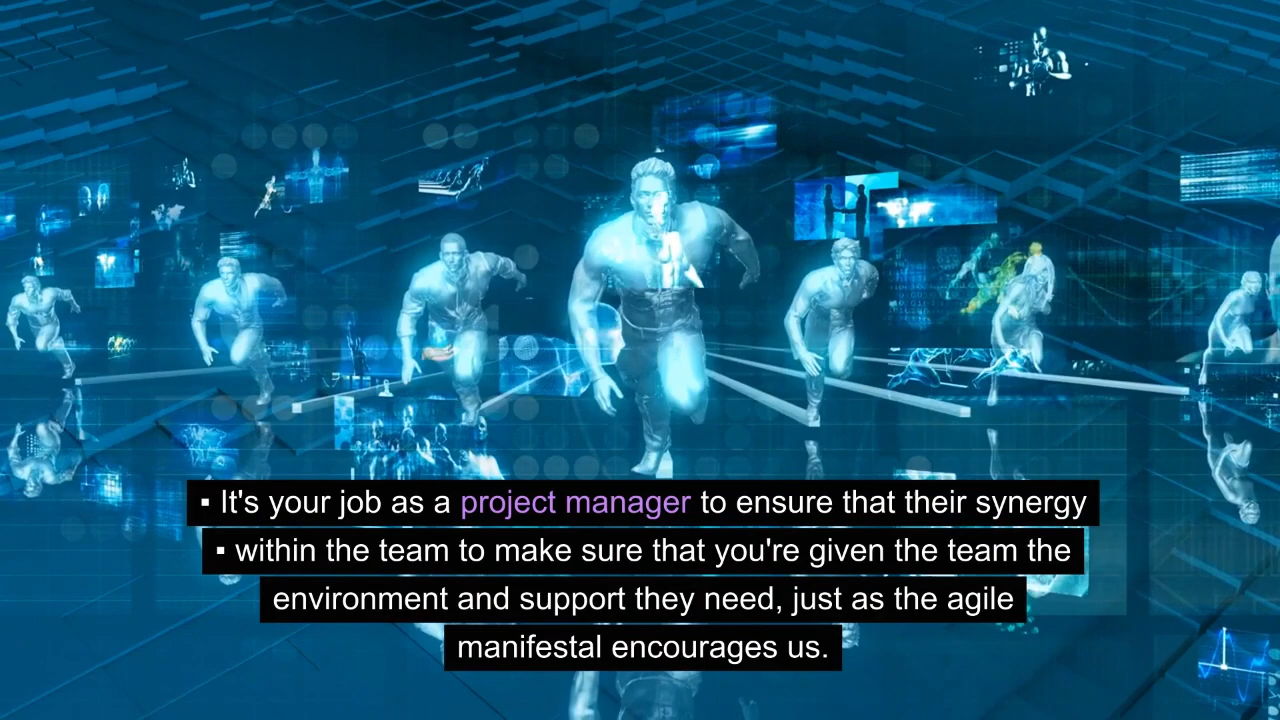 ▪ It's your job as a project manager to ensure that their synergy
▪ within the team to make sure that you're given the team the
environment and support they need, just as the agile
manifestal encourages us.